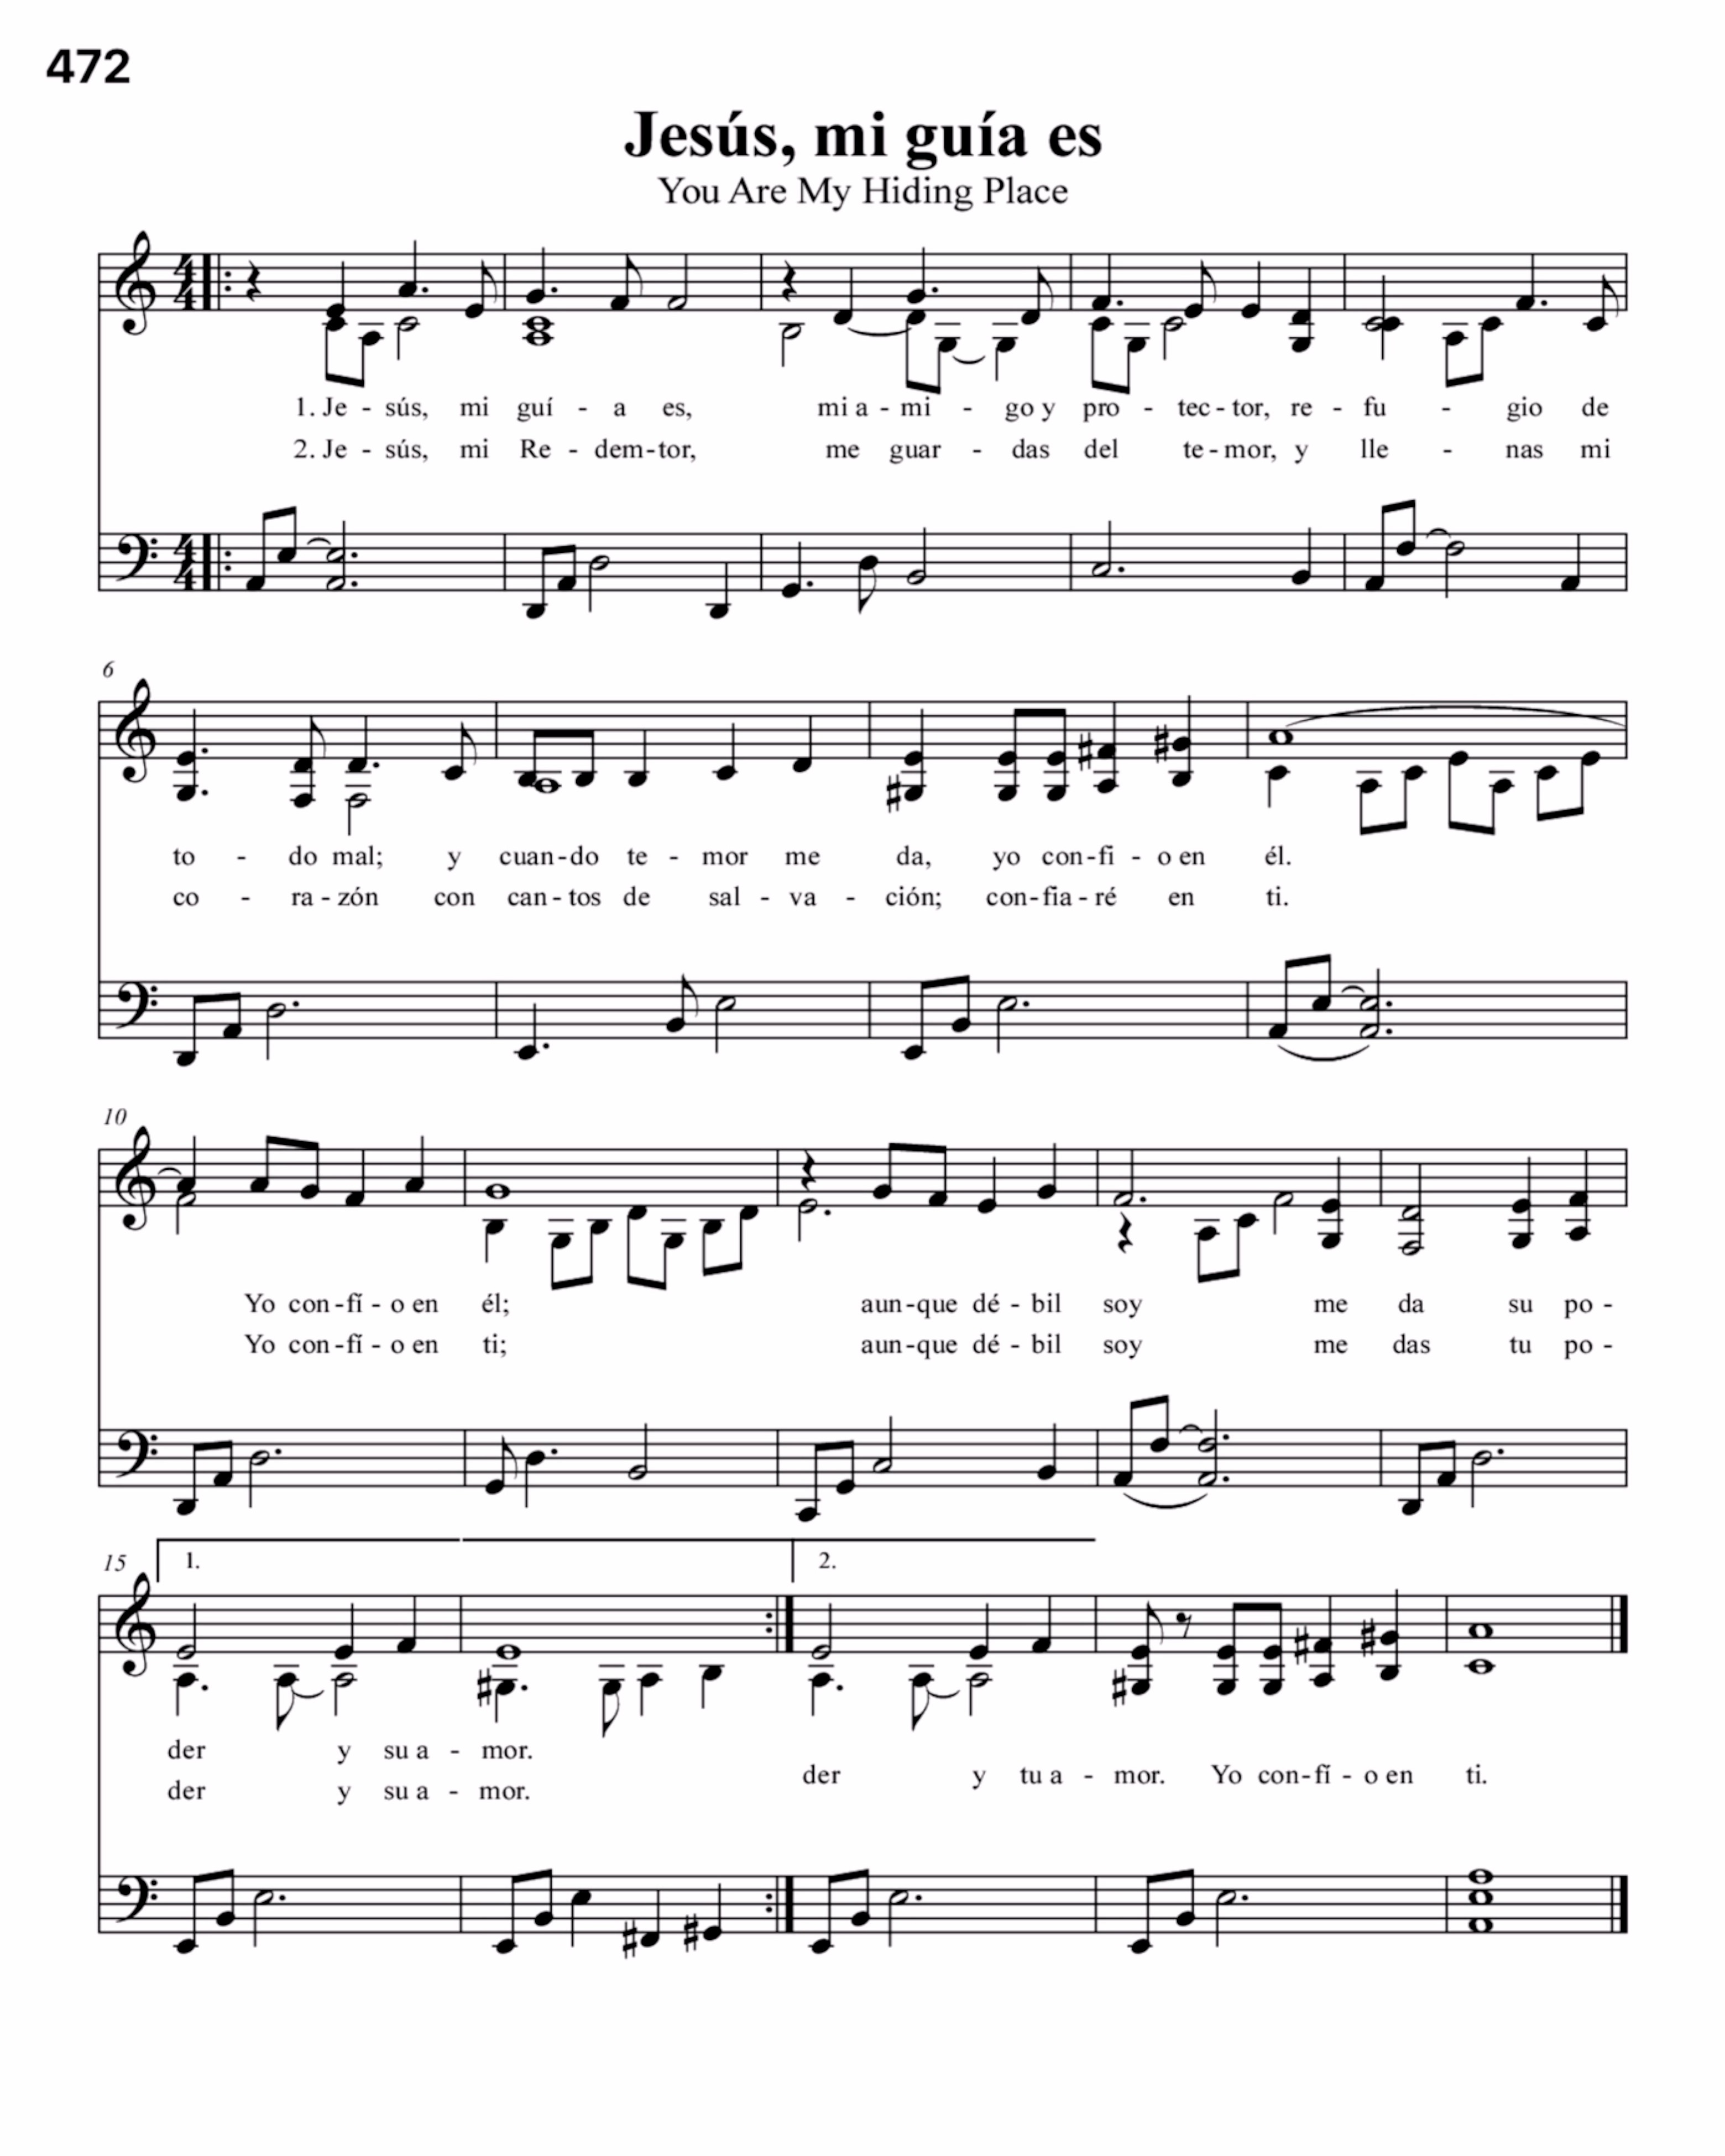 472
Jesús, mi guía es
You Are My Hiding Place
1. Je - sús, mi guí - a es, mi a - mi - go y pro - tec - tor, re - fu - gio de
2. Je - sús, mi Re - dem - tor, me guar - das del te - mor, y lle - nas mi
6
to - do mal; y cuan - do te - mor me da, yo con - fi - o en él.
co - ra - zón con can - tos de sal - va - ción; con - fia - ré en ti.
10
Yo con - fí - o en él; aun - que dé - bil soy me da su po -
Yo con - fí - o en ti; aun - que dé - bil soy me das tu po -
15 1. 2.
der y su a - mor.
der y su a - mor.
der y tu a - mor. Yo con - fí - o en ti.